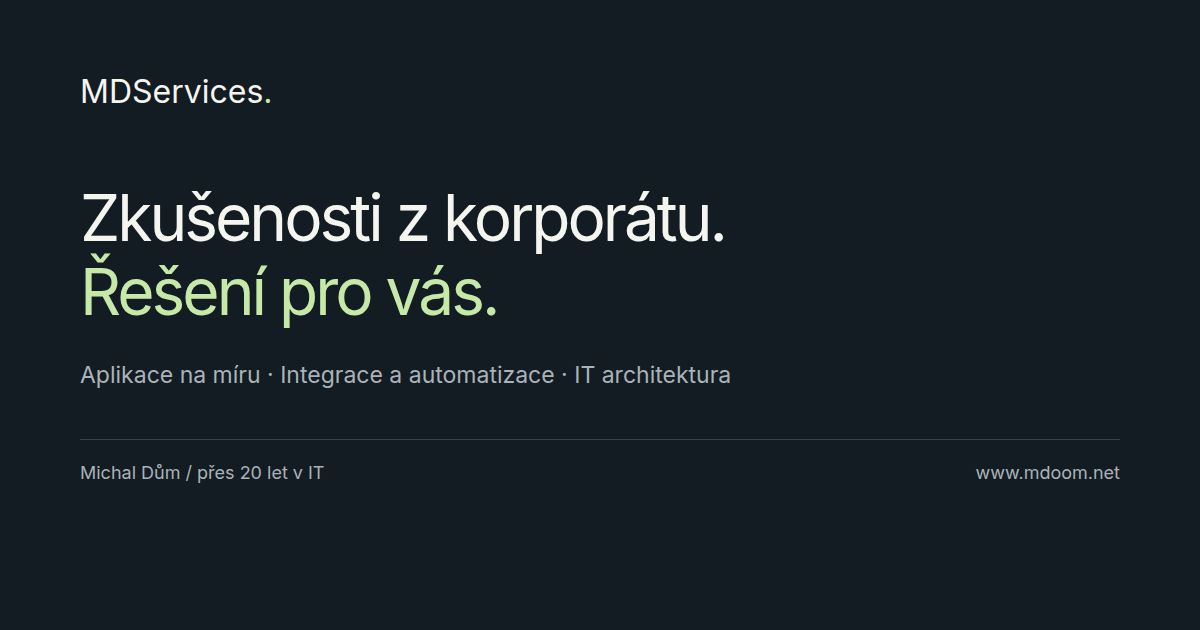 MDServices.
Zkušenosti z korporátu.
Řešení pro vás.
Aplikace na míru · Integrace a automatizace · IT architektura
Michal Dům / přes 20 let v IT
www.mdoom.net